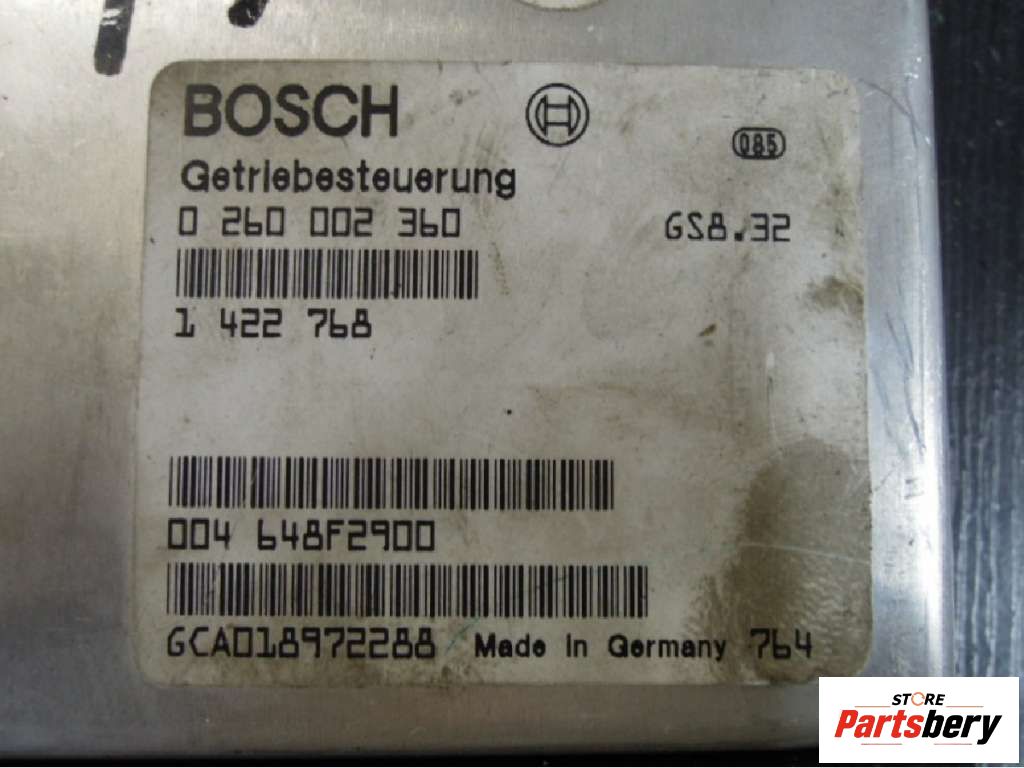 BOSCH
085
Getriebesteuerung
0 260 002 360 GS8.32
1 422 768
004 648F2900
GCA018972288 Made in Germany 764
STORE
Partsbery